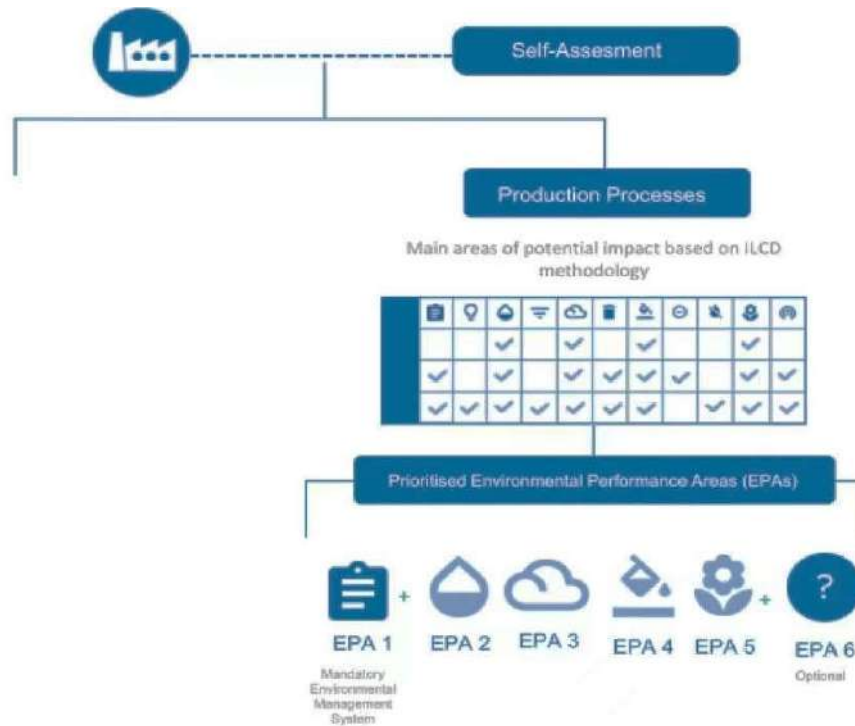 Self-Assesment
Production Processes
Main areas of potential impact based on ILCD
methodology
Prioritised Environmental Performance Areas (EPAs)
?
EPA 1
EPA 2
EPA 3
EPA 4
EPA 5
EPA 6
Mandatory
Environmental
Management
System
Optional